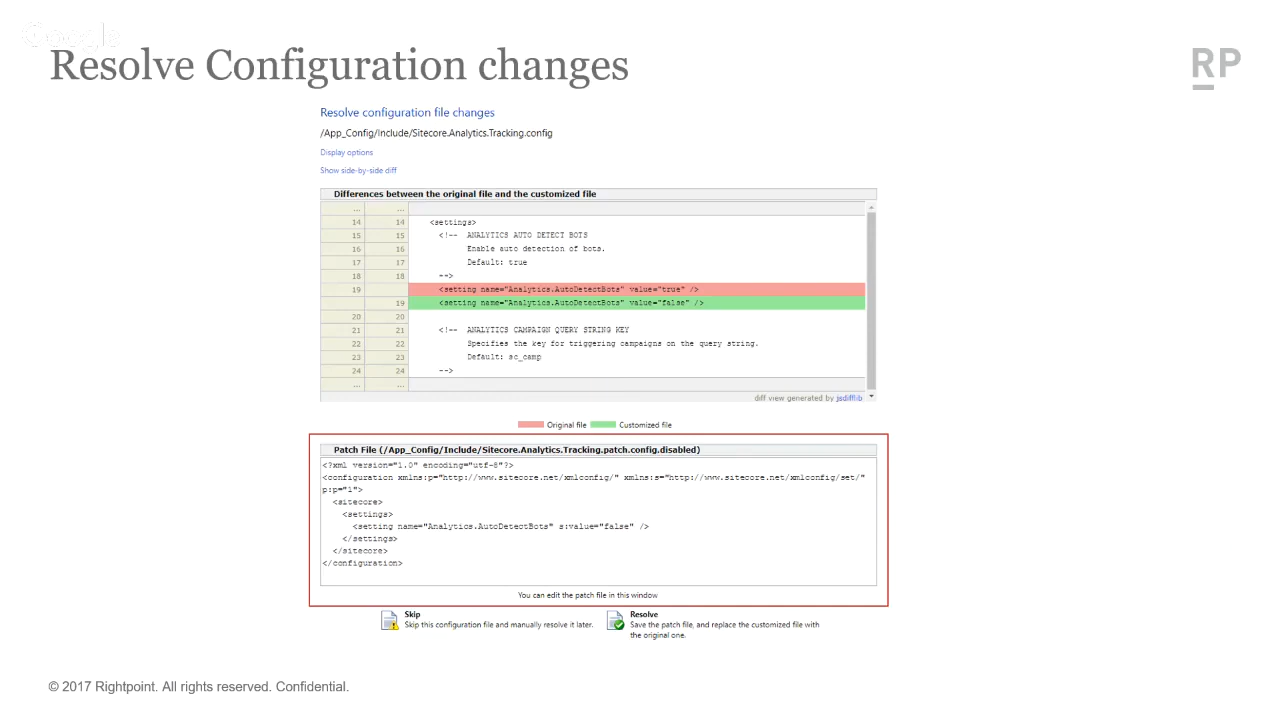 Google
Resolve Configuration changes
RP
Resolve configuration file changes
/App_Config/Include/Sitecore.Analytics.Tracking.config
Display options
Show side-by-side diff
Differences between the original file and the customized file
... ...
14 14 <settings>
15 15 <!-- ANALYTICS AUTO DETECT BOTS
16 16 Enable auto detection of bots.
17 17 Default: true
18 18 -->
19 <setting name="Analytics.AutoDetectBots" value="true" />
19 <setting name="Analytics.AutoDetectBots" value="false" />
20 20
21 21 <!-- ANALYTICS CAMPAIGN QUERY STRING KEY
22 22 Specifies the key for triggering campaigns on the query string.
23 23 Default: sc_camp
24 24 -->
... ...
diff view generated by jsdifflib
Original file Customized file
Patch File (/App_Config/Include/Sitecore.Analytics.Tracking.patch.config.disabled)
<?xml version="1.0" encoding="utf-8"?>
<configuration xmlns:p="http://www.sitecore.net/xmlconfig/" xmlns:s="http://www.sitecore.net/xmlconfig/set/"
p:p="1">
<sitecore>
<settings>
<setting name="Analytics.AutoDetectBots" s:value="false" />
</settings>
</sitecore>
</configuration>
You can edit the patch file in this window
Skip
Skip this configuration file and manually resolve it later.
Resolve
Save the patch file, and replace the customized file with
the original one.
© 2017 Rightpoint. All rights reserved. Confidential.